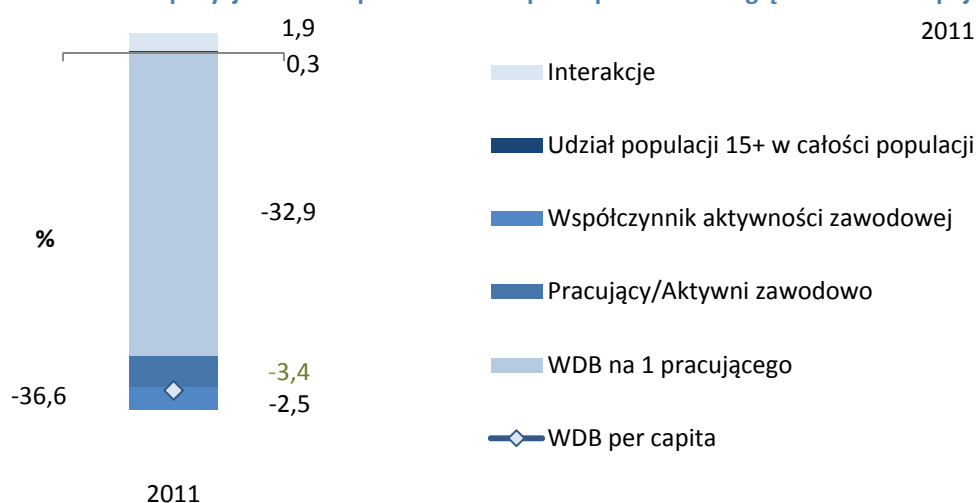 1,9
2011
0,3
Interakcje
Udział populacji 15+ w całości populacji
-32,9
Współczynnik aktywności zawodowej
%
Pracujący/Aktywni zawodowo
WDB na 1 pracującego
-3,4
-36,6
-2,5
WDB per capita
2011